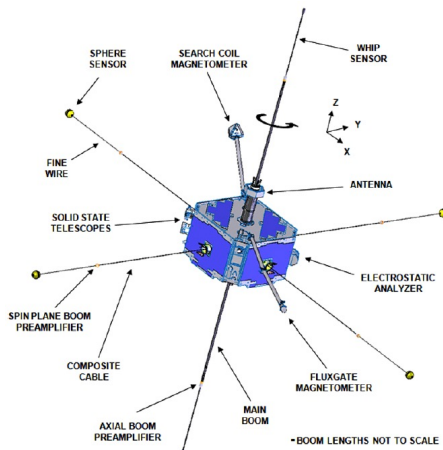 SPHERE
SENSOR
SEARCH COIL
MAGNETOMETER
WHIP
SENSOR
Z
Y
X
FINE
WIRE
ANTENNA
SOLID STATE
TELESCOPES
ELECTROSTATIC
ANALYZER
SPIN PLANE BOOM
PREAMPLIFIER
COMPOSITE
CABLE
FLUXGATE
MAGNETOMETER
MAIN
BOOM
AXIAL BOOM
PREAMPLIFIER
*BOOM LENGTHS NOT TO SCALE